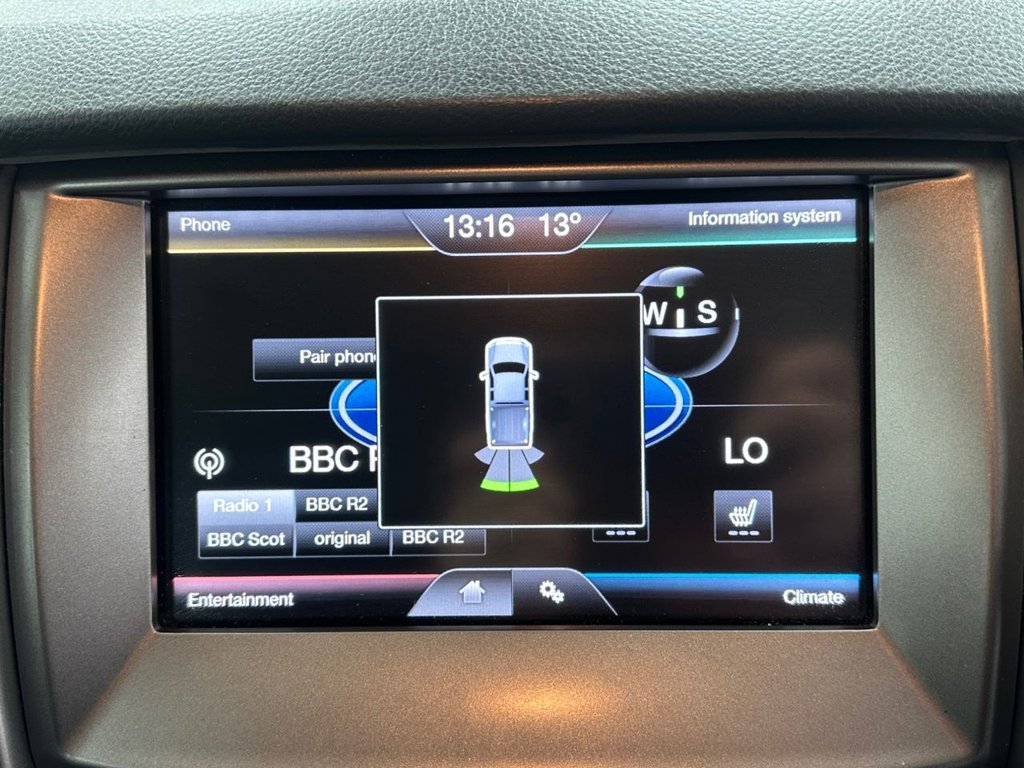 Phone
13:16 13°
Information system
W S
Pair phone
BBC
LO
Radio 1
BBC R2
BBC Scot
original
BBC R2
Entertainment
Climate